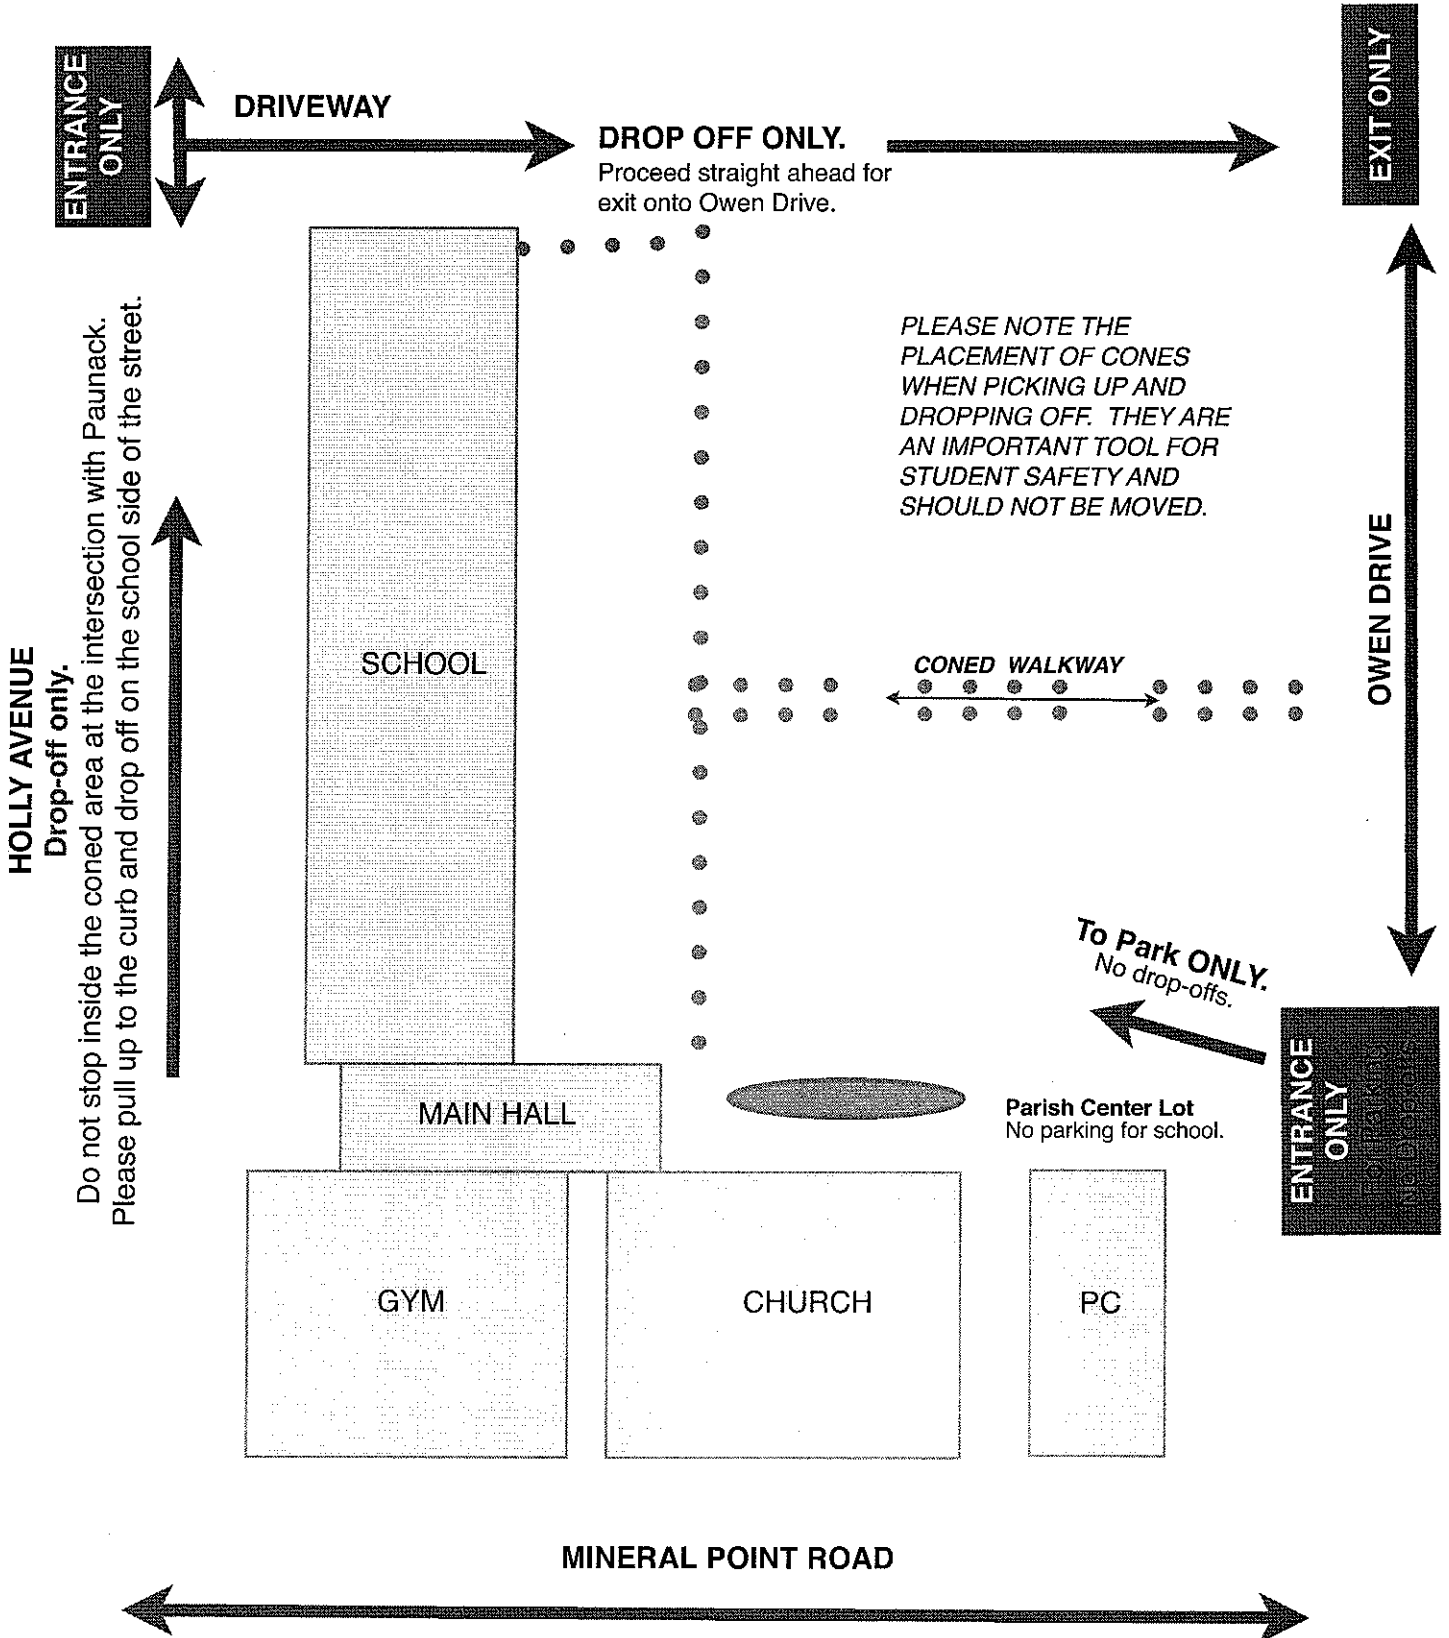 ENTRANCE
ONLY
DRIVEWAY
DROP OFF ONLY.
Proceed straight ahead for
exit onto Owen Drive.
EXIT ONLY
HOLLY AVENUE
Drop-off only.
Do not stop inside the coned area at the intersection with Paunack.
Please pull up to the curb and drop off on the school side of the street.
PLEASE NOTE THE
PLACEMENT OF CONES
WHEN PICKING UP AND
DROPPING OFF. THEY ARE
AN IMPORTANT TOOL FOR
STUDENT SAFETY AND
SHOULD NOT BE MOVED.
OWEN DRIVE
SCHOOL
CONED WALKWAY
To Park ONLY.
No drop-offs.
ENTRANCE
ONLY
MAIN HALL
Parish Center Lot
No parking for school.
GYM
CHURCH
PC
MINERAL POINT ROAD